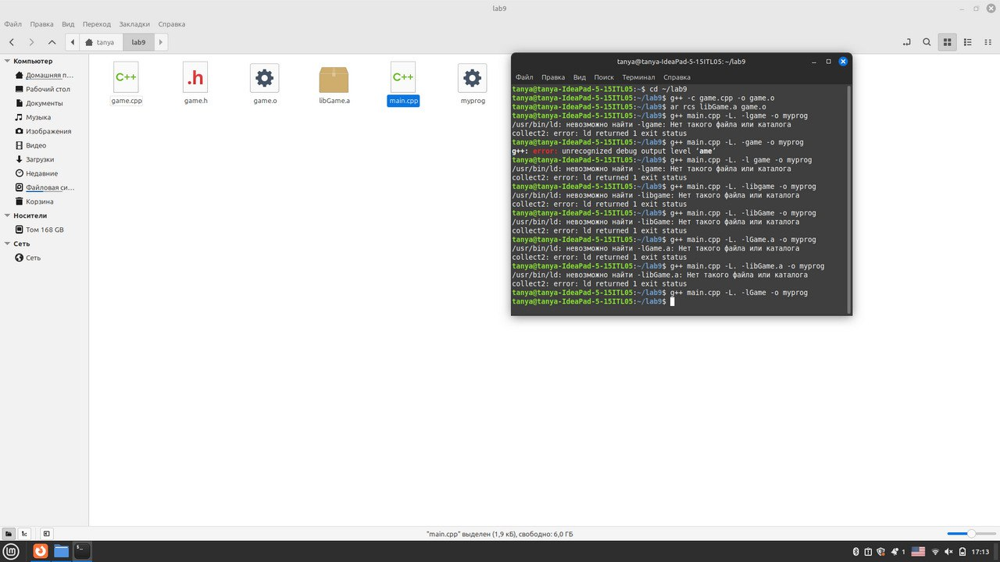 lab9
Файл Правка Вид Переход Закладки Справка
tanya lab9
Компьютер
Домашняя п...
Рабочий стол
Документы
Музыка
Изображения
Видео
Загрузки
Недавние
Файловая си...
Корзина
Носители
Том 168 GB
Сеть
Сеть
C++ .h C++
game.cpp game.h game.o libGame.a main.cpp myprog
tanya@tanya-IdeaPad-5-15ITL05: ~/lab9
Файл Правка Вид Поиск Терминал Справка
tanya@tanya-IdeaPad-5-15ITL05:~$ cd ~/lab9
tanya@tanya-IdeaPad-5-15ITL05:~/lab9$ g++ -c game.cpp -o game.o
tanya@tanya-IdeaPad-5-15ITL05:~/lab9$ ar rcs libGame.a game.o
tanya@tanya-IdeaPad-5-15ITL05:~/lab9$ g++ main.cpp -L. -lgame -o myprog
/usr/bin/ld: невозможно найти -lgame: Нет такого файла или каталога
collect2: error: ld returned 1 exit status
tanya@tanya-IdeaPad-5-15ITL05:~/lab9$ g++ main.cpp -L. -game -o myprog
g++: error: unrecognized debug output level ‘ame’
tanya@tanya-IdeaPad-5-15ITL05:~/lab9$ g++ main.cpp -L. -l game -o myprog
/usr/bin/ld: невозможно найти -lgame: Нет такого файла или каталога
collect2: error: ld returned 1 exit status
tanya@tanya-IdeaPad-5-15ITL05:~/lab9$ g++ main.cpp -L. -libgame -o myprog
/usr/bin/ld: невозможно найти -libgame: Нет такого файла или каталога
collect2: error: ld returned 1 exit status
tanya@tanya-IdeaPad-5-15ITL05:~/lab9$ g++ main.cpp -L. -libGame -o myprog
/usr/bin/ld: невозможно найти -libGame: Нет такого файла или каталога
collect2: error: ld returned 1 exit status
tanya@tanya-IdeaPad-5-15ITL05:~/lab9$ g++ main.cpp -L. -lGame.a -o myprog
/usr/bin/ld: невозможно найти -lGame.a: Нет такого файла или каталога
collect2: error: ld returned 1 exit status
tanya@tanya-IdeaPad-5-15ITL05:~/lab9$ g++ main.cpp -L. -libGame.a -o myprog
/usr/bin/ld: невозможно найти -libGame.a: Нет такого файла или каталога
collect2: error: ld returned 1 exit status
tanya@tanya-IdeaPad-5-15ITL05:~/lab9$ g++ main.cpp -L. -lGame -o myprog
tanya@tanya-IdeaPad-5-15ITL05:~/lab9$
"main.cpp" выделен (1,9 кБ), свободно: 6,0 ГБ
1 17:13